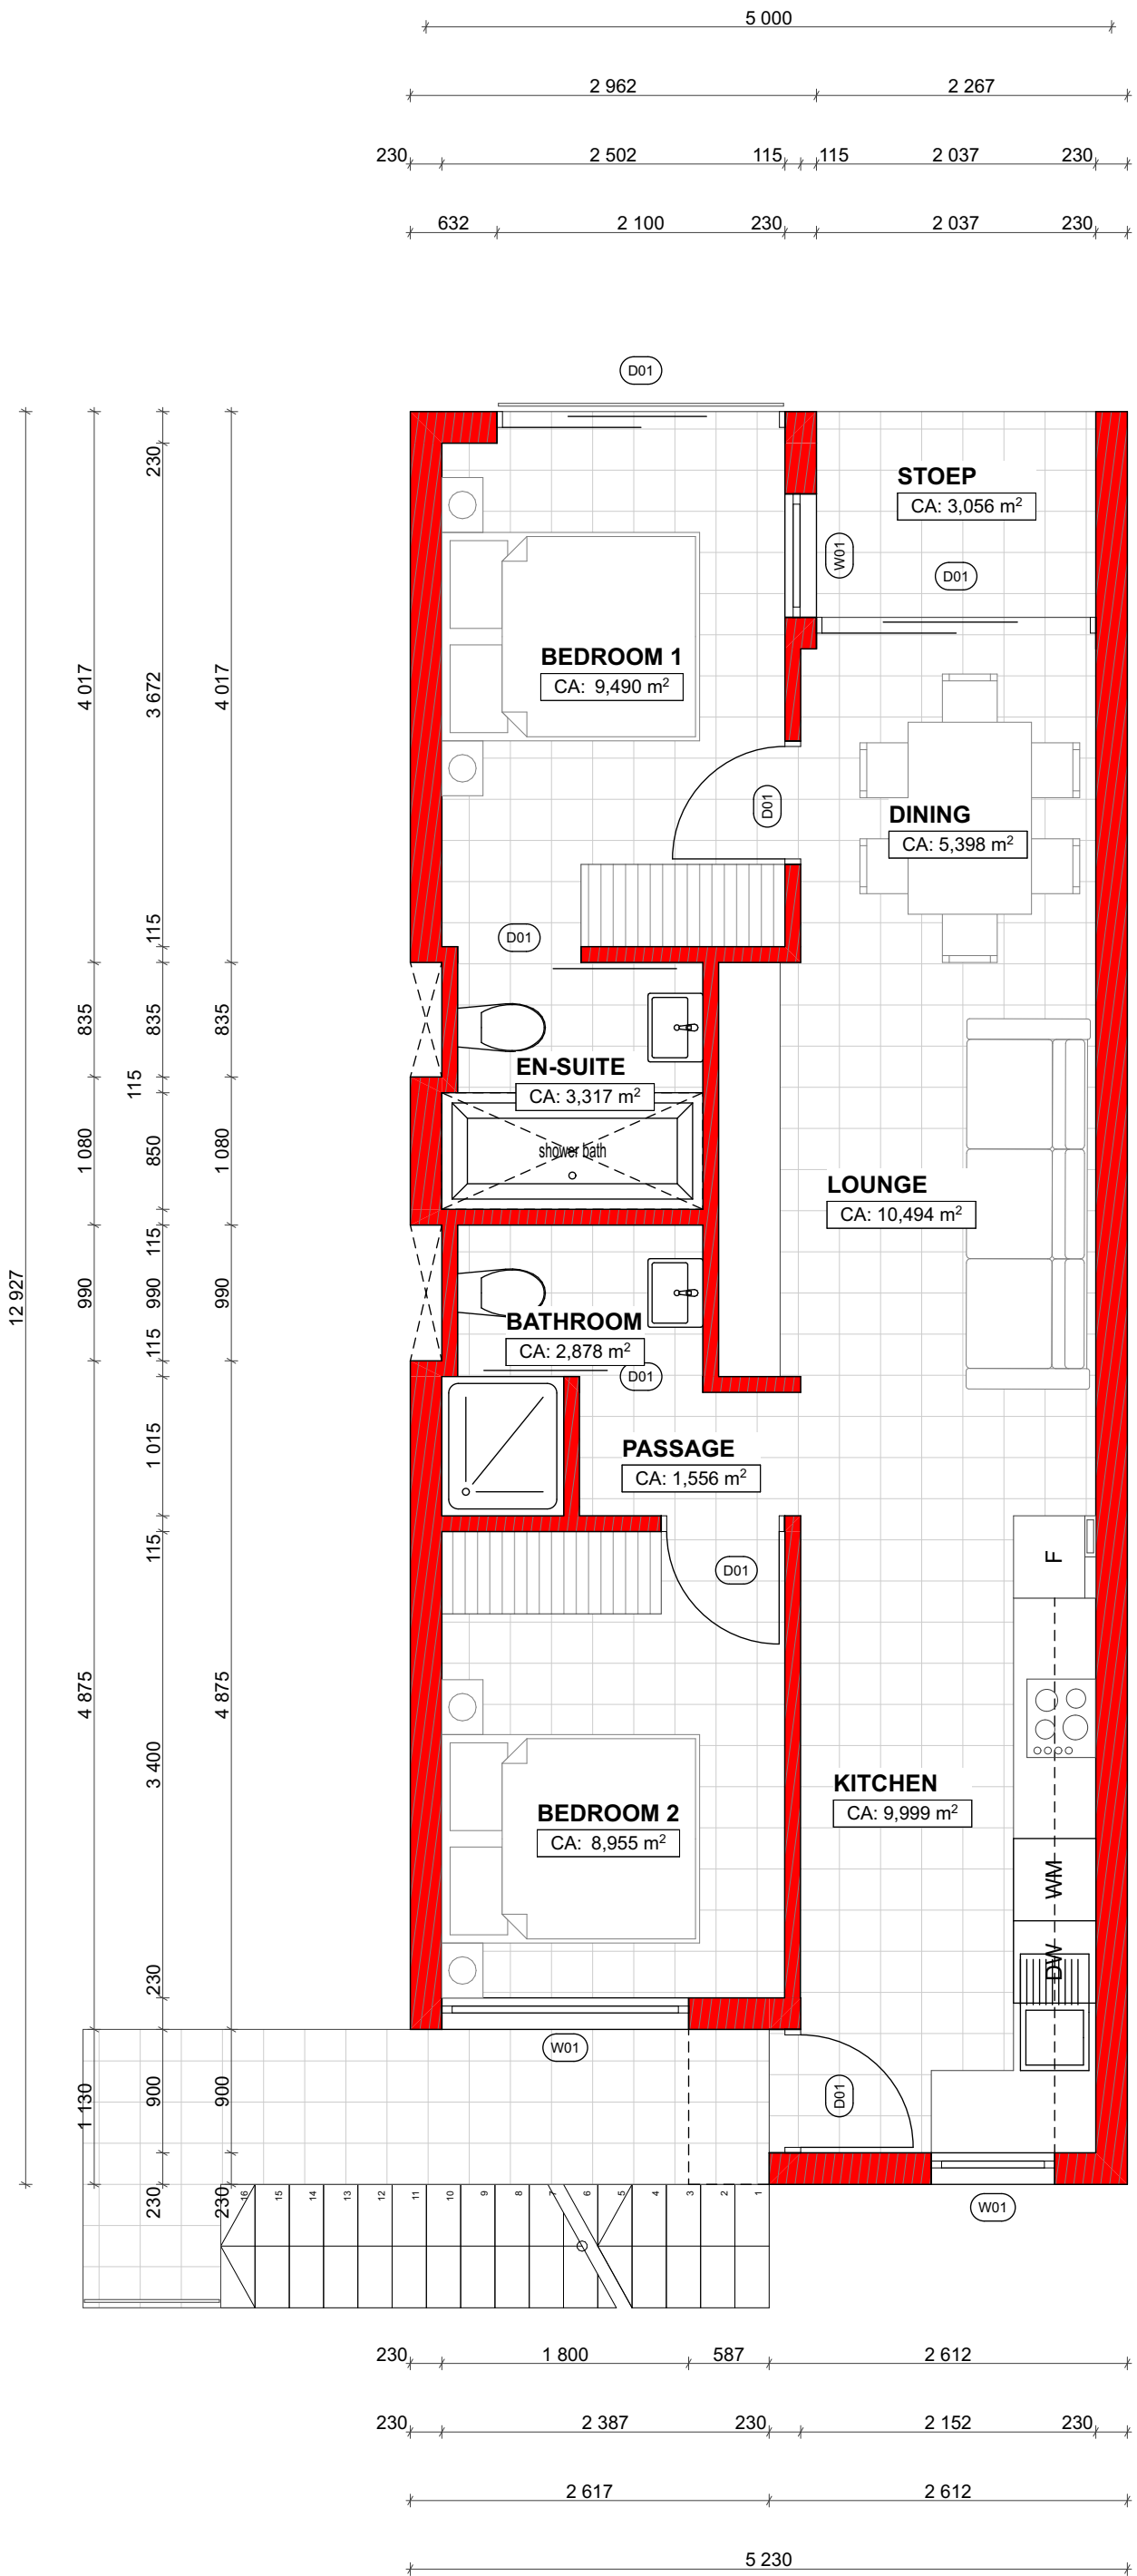 5 000
2 962 2 267
230 2 502 115 115 2 037 230
632 2 100 230 2 037 230
D01
230
STOEP
CA: 3,056 m²
W01
D01
BEDROOM 1
CA: 9,490 m²
4 017 3 672 4 017
D01
DINING
CA: 5,398 m²
115
D01
835 835 835
EN-SUITE
CA: 3,317 m²
115
1 080 850 1 080
shower bath
LOUNGE
CA: 10,494 m²
115
12 927
990 990 990
BATHROOM
CA: 2,878 m²
115
D01
1 015
PASSAGE
CA: 1,556 m²
115
D01
F
4 875 4 875
3 400
KITCHEN
CA: 9,999 m²
BEDROOM 2
CA: 8,955 m²
WM
DW
230
W01
1 130 900 900
D01
230 230
16 15 14 13 12 11 10 9 8 7 6 5 4 3 2 1
W01
230 1 800 587 2 612
230 2 387 230 2 152 230
2 617 2 612
5 230